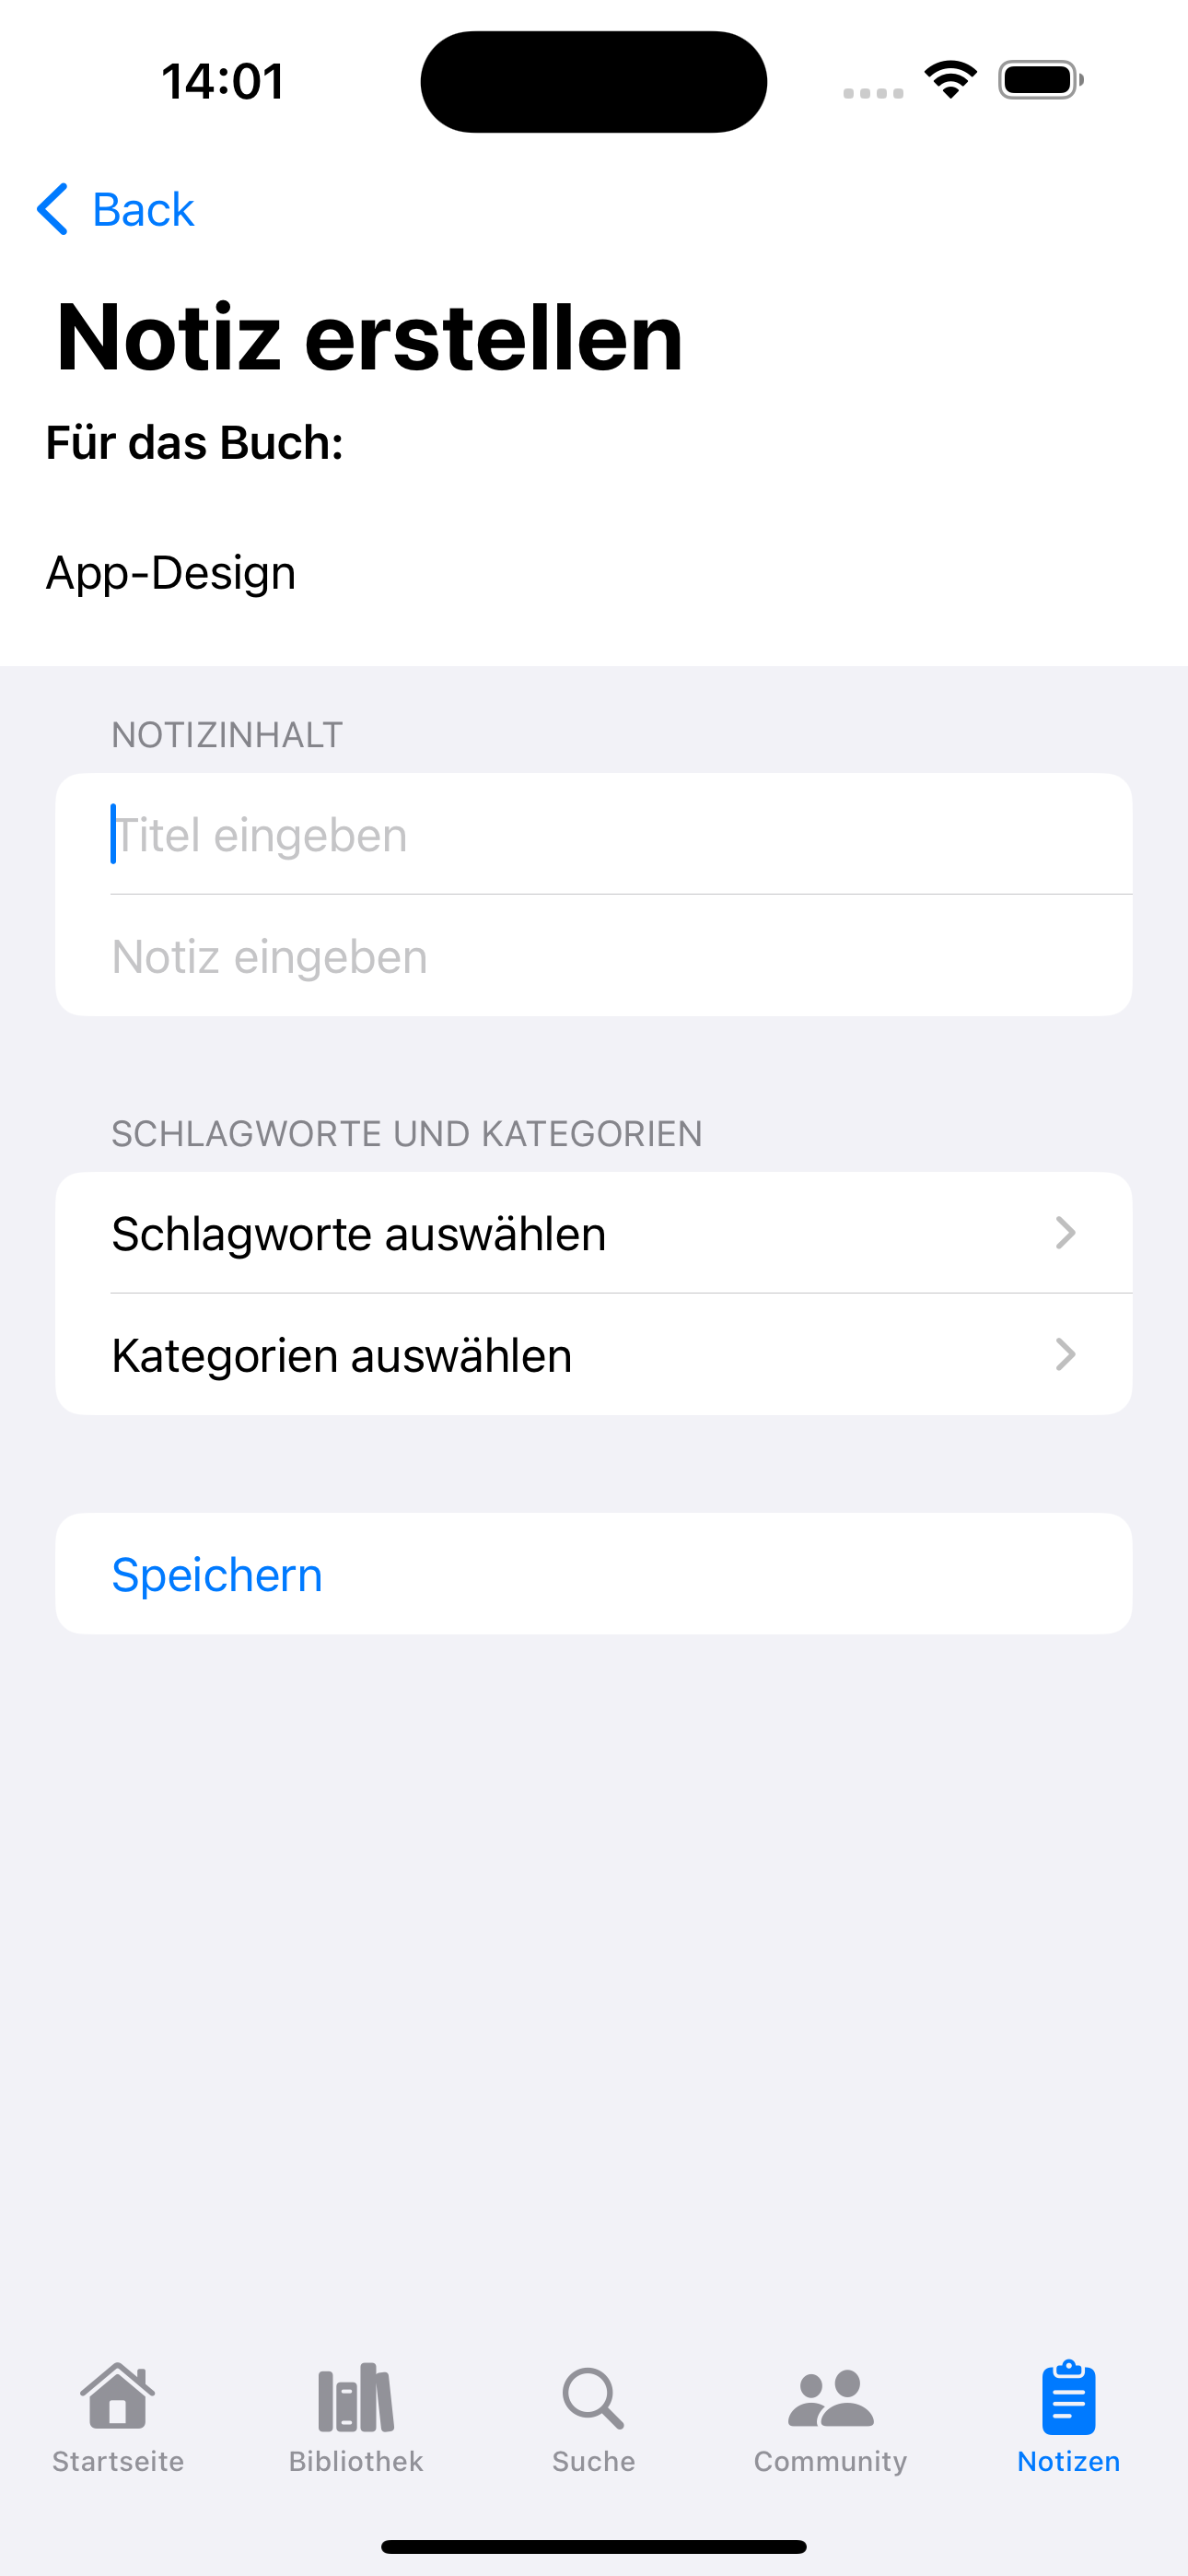 14:01
Back
Notiz erstellen
Für das Buch:
App-Design
NOTIZINHALT
Titel eingeben
Notiz eingeben
SCHLAGWORTE UND KATEGORIEN
Schlagworte auswählen
Kategorien auswählen
Speichern
Startseite Bibliothek Suche Community Notizen